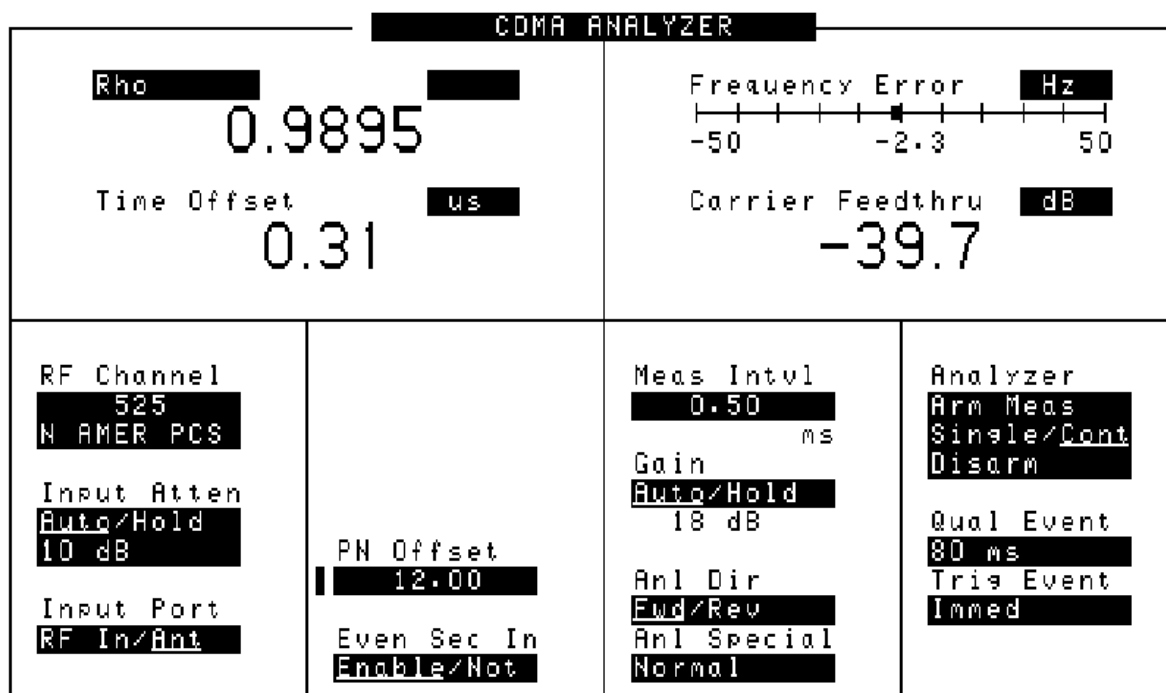 CDMA ANALYZER
Rho
0.9895
Time Offset us
0.31
Frequency Error Hz
-50 -2.3 50
Carrier Feedthru dB
-39.7
RF Channel
525
N AMER PCS
Input Atten
Auto/Hold
10 dB
Input Port
RF In/Ant
PN Offset
12.00
Even Sec In
Enable/Not
Meas Intvl
0.50
ms
Gain
Auto/Hold
18 dB
Anl Dir
Fwd/Rev
Anl Special
Normal
Analyzer
Arm Meas
Single/Cont
Disarm
Qual Event
80 ms
Trig Event
Immed